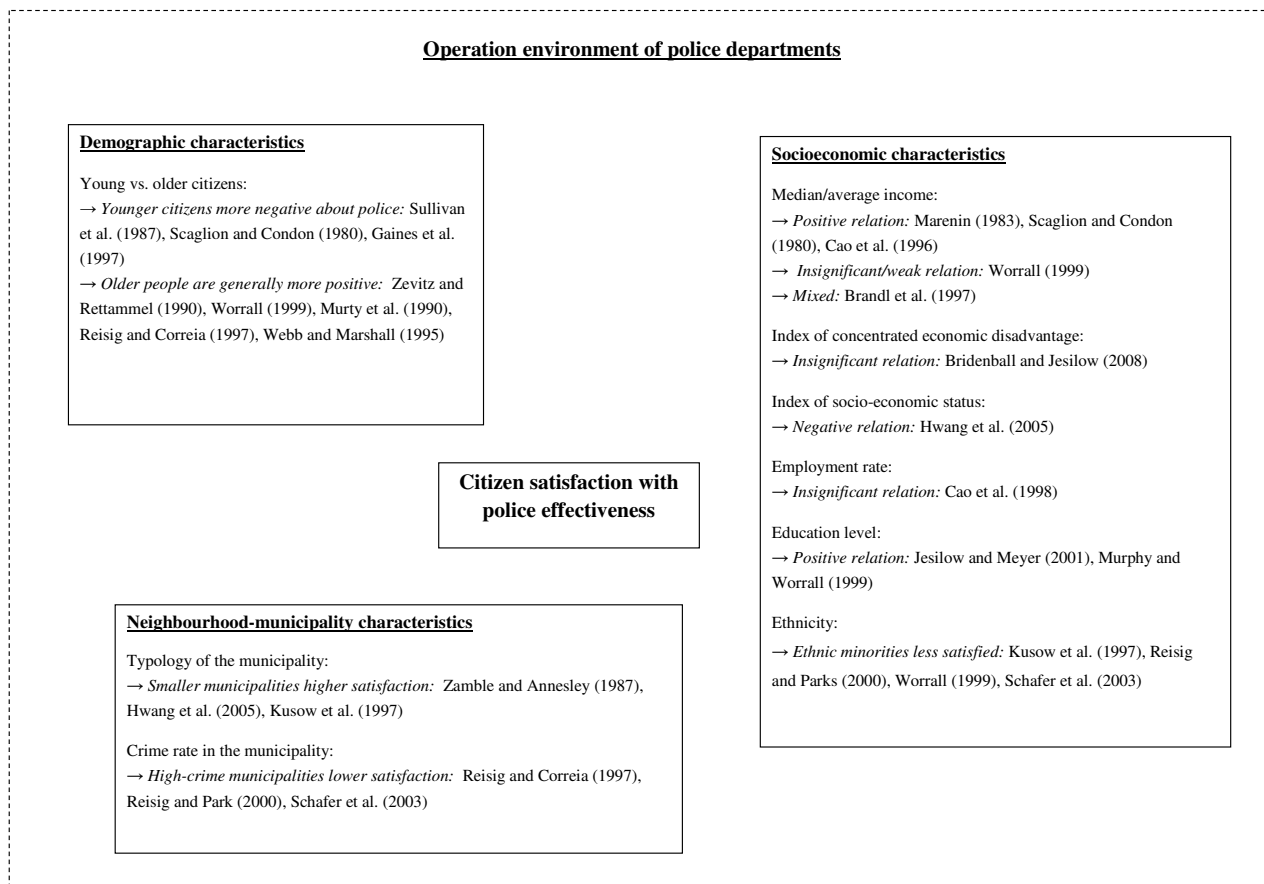 Operation environment of police departments
Demographic characteristics
Young vs. older citizens:
→ Younger citizens more negative about police: Sullivan
et al. (1987), Scaglion and Condon (1980), Gaines et al.
(1997)
→ Older people are generally more positive: Zevitz and
Rettammel (1990), Worrall (1999), Murty et al. (1990),
Reisig and Correia (1997), Webb and Marshall (1995)
Socioeconomic characteristics
Median/average income:
→ Positive relation: Marenin (1983), Scaglion and Condon
(1980), Cao et al. (1996)
→ Insignificant/weak relation: Worrall (1999)
→ Mixed: Brandl et al. (1997)
Index of concentrated economic disadvantage:
→ Insignificant relation: Bridenball and Jesilow (2008)
Index of socio-economic status:
→ Negative relation: Hwang et al. (2005)
Employment rate:
→ Insignificant relation: Cao et al. (1998)
Education level:
→ Positive relation: Jesilow and Meyer (2001), Murphy and
Worrall (1999)
Ethnicity:
→ Ethnic minorities less satisfied: Kusow et al. (1997), Reisig
and Parks (2000), Worrall (1999), Schafer et al. (2003)
Citizen satisfaction with
police effectiveness
Neighbourhood-municipality characteristics
Typology of the municipality:
→ Smaller municipalities higher satisfaction: Zamble and Annesley (1987),
Hwang et al. (2005), Kusow et al. (1997)
Crime rate in the municipality:
→ High-crime municipalities lower satisfaction: Reisig and Correia (1997),
Reisig and Park (2000), Schafer et al. (2003)